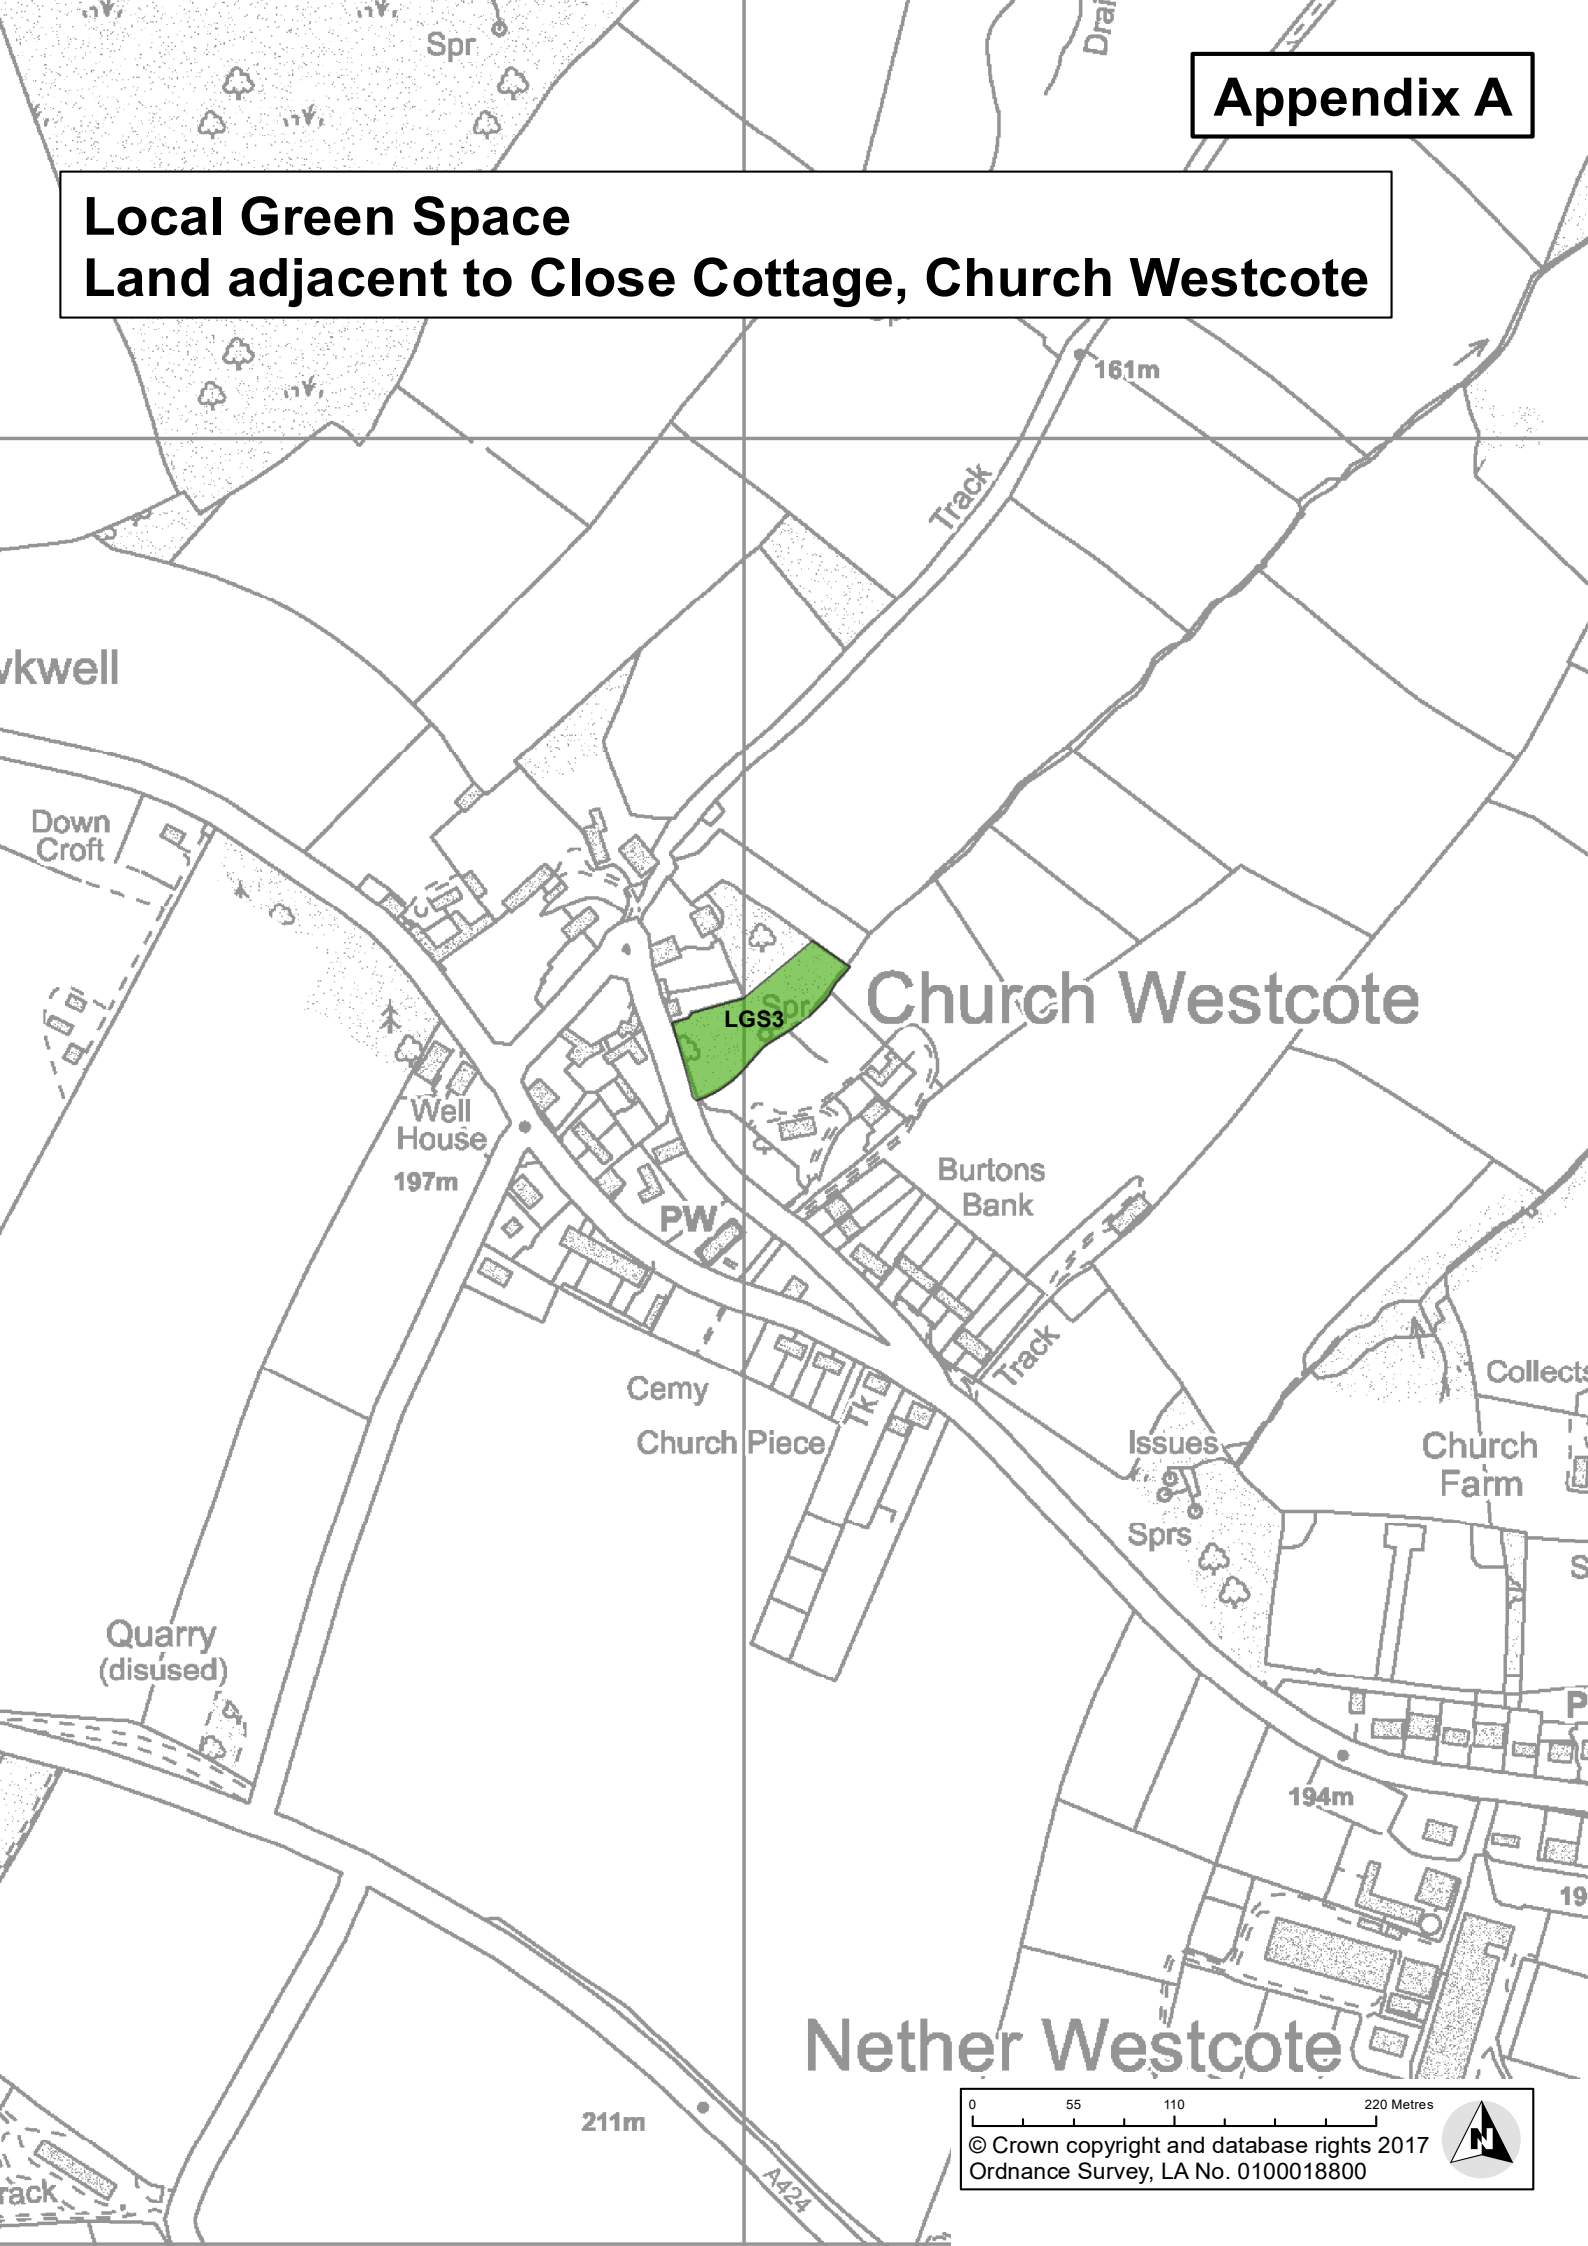 Spr
Appendix A
Local Green Space
Land adjacent to Close Cottage, Church Westcote
161m
Track
Down
Croft
Church Westcote
Spr
LGS3
Well
House
197m
Burtons
Bank
PW
Track
Cemy
Tk
Church Piece
Issues
Sprs
Church
Farm
Quarry
(disused)
194m
Nether Westcote
211m
A424
0 55 110 220 Metres
N
© Crown copyright and database rights 2017
Ordnance Survey, LA No. 0100018800